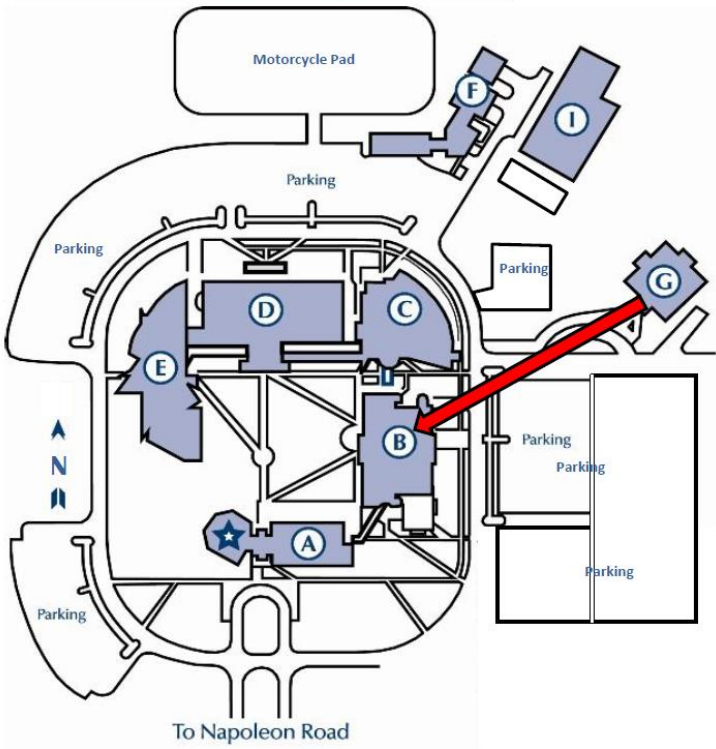 Motorcycle Pad
F
I
Parking
Parking
Parking
G
D
C
E
B
N
Parking
Parking
A
Parking
Parking
To Napoleon Road